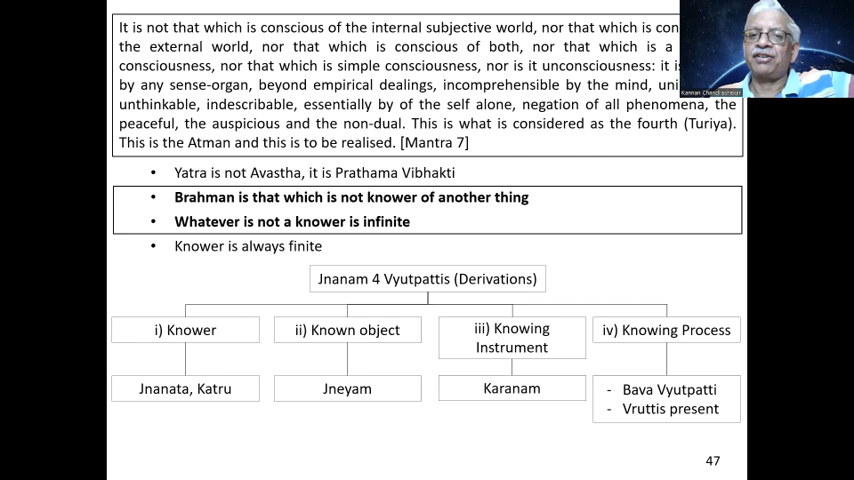 It is not that which is conscious of the internal subjective world, nor that which is con
the external world, nor that which is conscious of both, nor that which is a
consciousness, nor that which is simple consciousness, nor is it unconsciousness: it is
by any sense-organ, beyond empirical dealings, incomprehensible by the mind, uni
unthinkable, indescribable, essentially by of the self alone, negation of all phenomena, the
peaceful, the auspicious and the non-dual. This is what is considered as the fourth (Turiya).
This is the Atman and this is to be realised. [Mantra 7]
Kannan Chandrasekar
• Yatra is not Avastha, it is Prathama Vibhakti
• Brahman is that which is not knower of another thing
• Whatever is not a knower is infinite
• Knower is always finite
Jnanam 4 Vyutpattis (Derivations)
i) Knower
ii) Known object
iii) Knowing
Instrument
iv) Knowing Process
Jnanata, Katru
Jneyam
Karanam
- Bava Vyutpatti
- Vruttis present
47